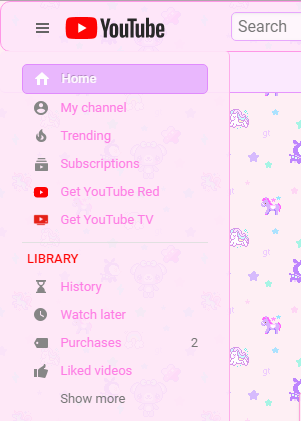 YouTube
Search
Home
My channel
Trending
Subscriptions
Get YouTube Red
Get YouTube TV
LIBRARY
History
Watch later
Purchases 2
Liked videos
Show more